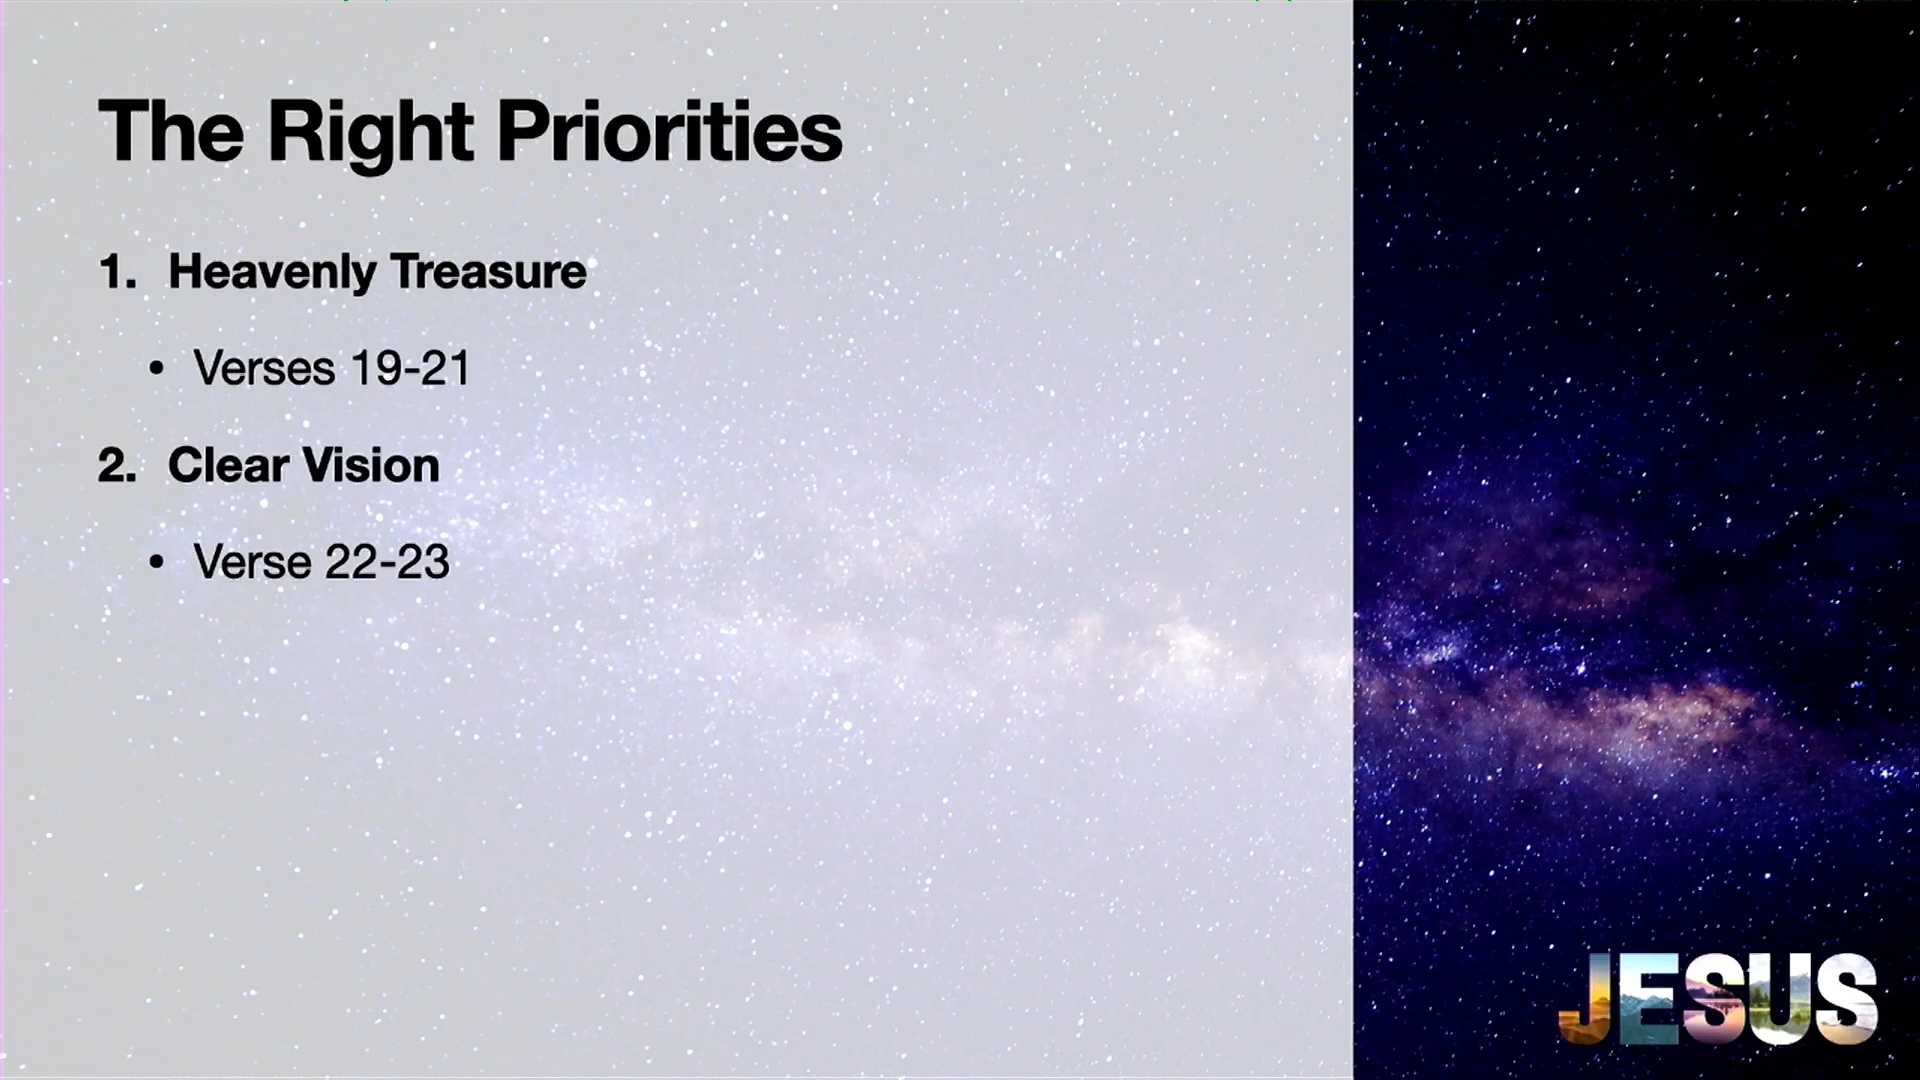 The Right Priorities
1. Heavenly Treasure
• Verses 19-21
2. Clear Vision
• Verse 22-23
JESUS